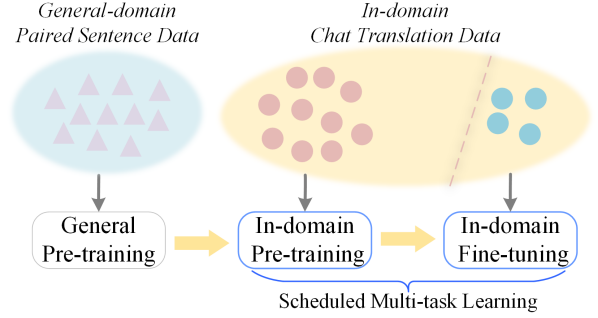 General-domain
Paired Sentence Data
In-domain
Chat Translation Data
General
Pre-training
In-domain
Pre-training
In-domain
Fine-tuning
Scheduled Multi-task Learning